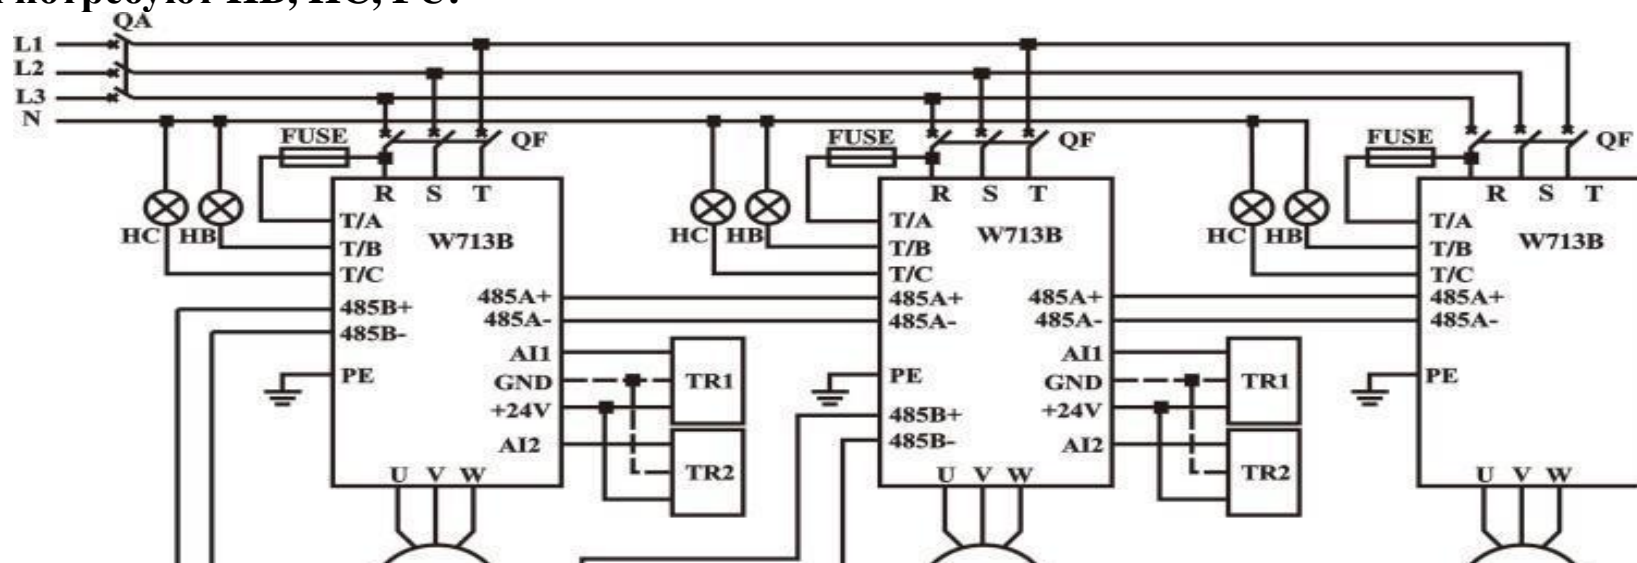 QA
L1
L2
L3
N
FUSE QF FUSE QF FUSE QF
R S T R S T R S T
HC HB T/A W713B HC HB T/A W713B HC HB T/A W713B
T/B T/B T/B
T/C T/C T/C
485B+ 485A+ 485A+ 485A+ 485A+
485B- 485A- 485A- 485A- 485A-
AI1 AI1
PE GND TR1 PE GND TR1 PE
+24V 485B+ +24V
AI2 485B- AI2
U V W TR2 U V W TR2 U V W